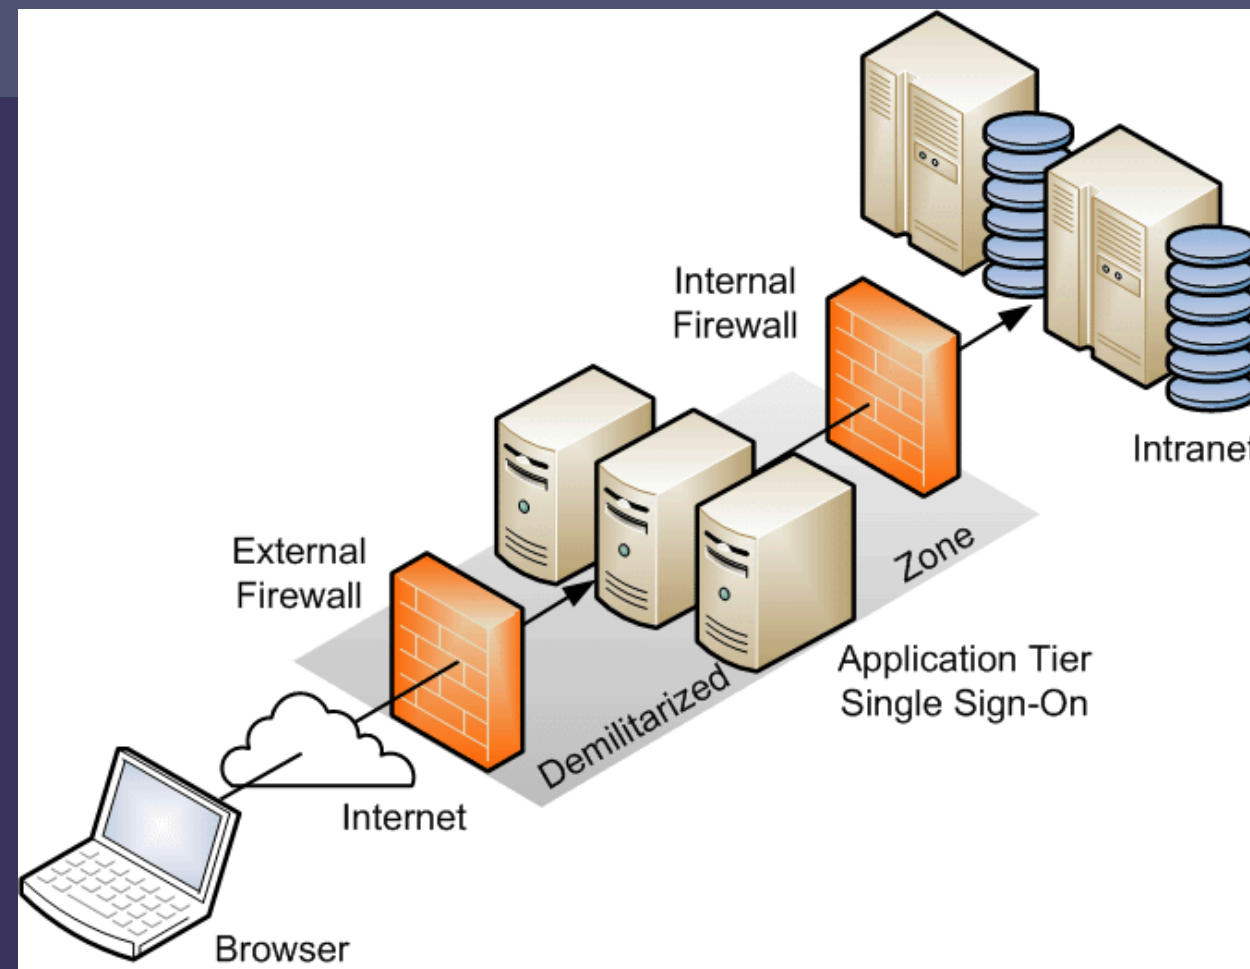 Internal
Firewall
Intranet
External
Firewall
Demilitarized
Zone
Application Tier
Single Sign-On
Internet
Browser